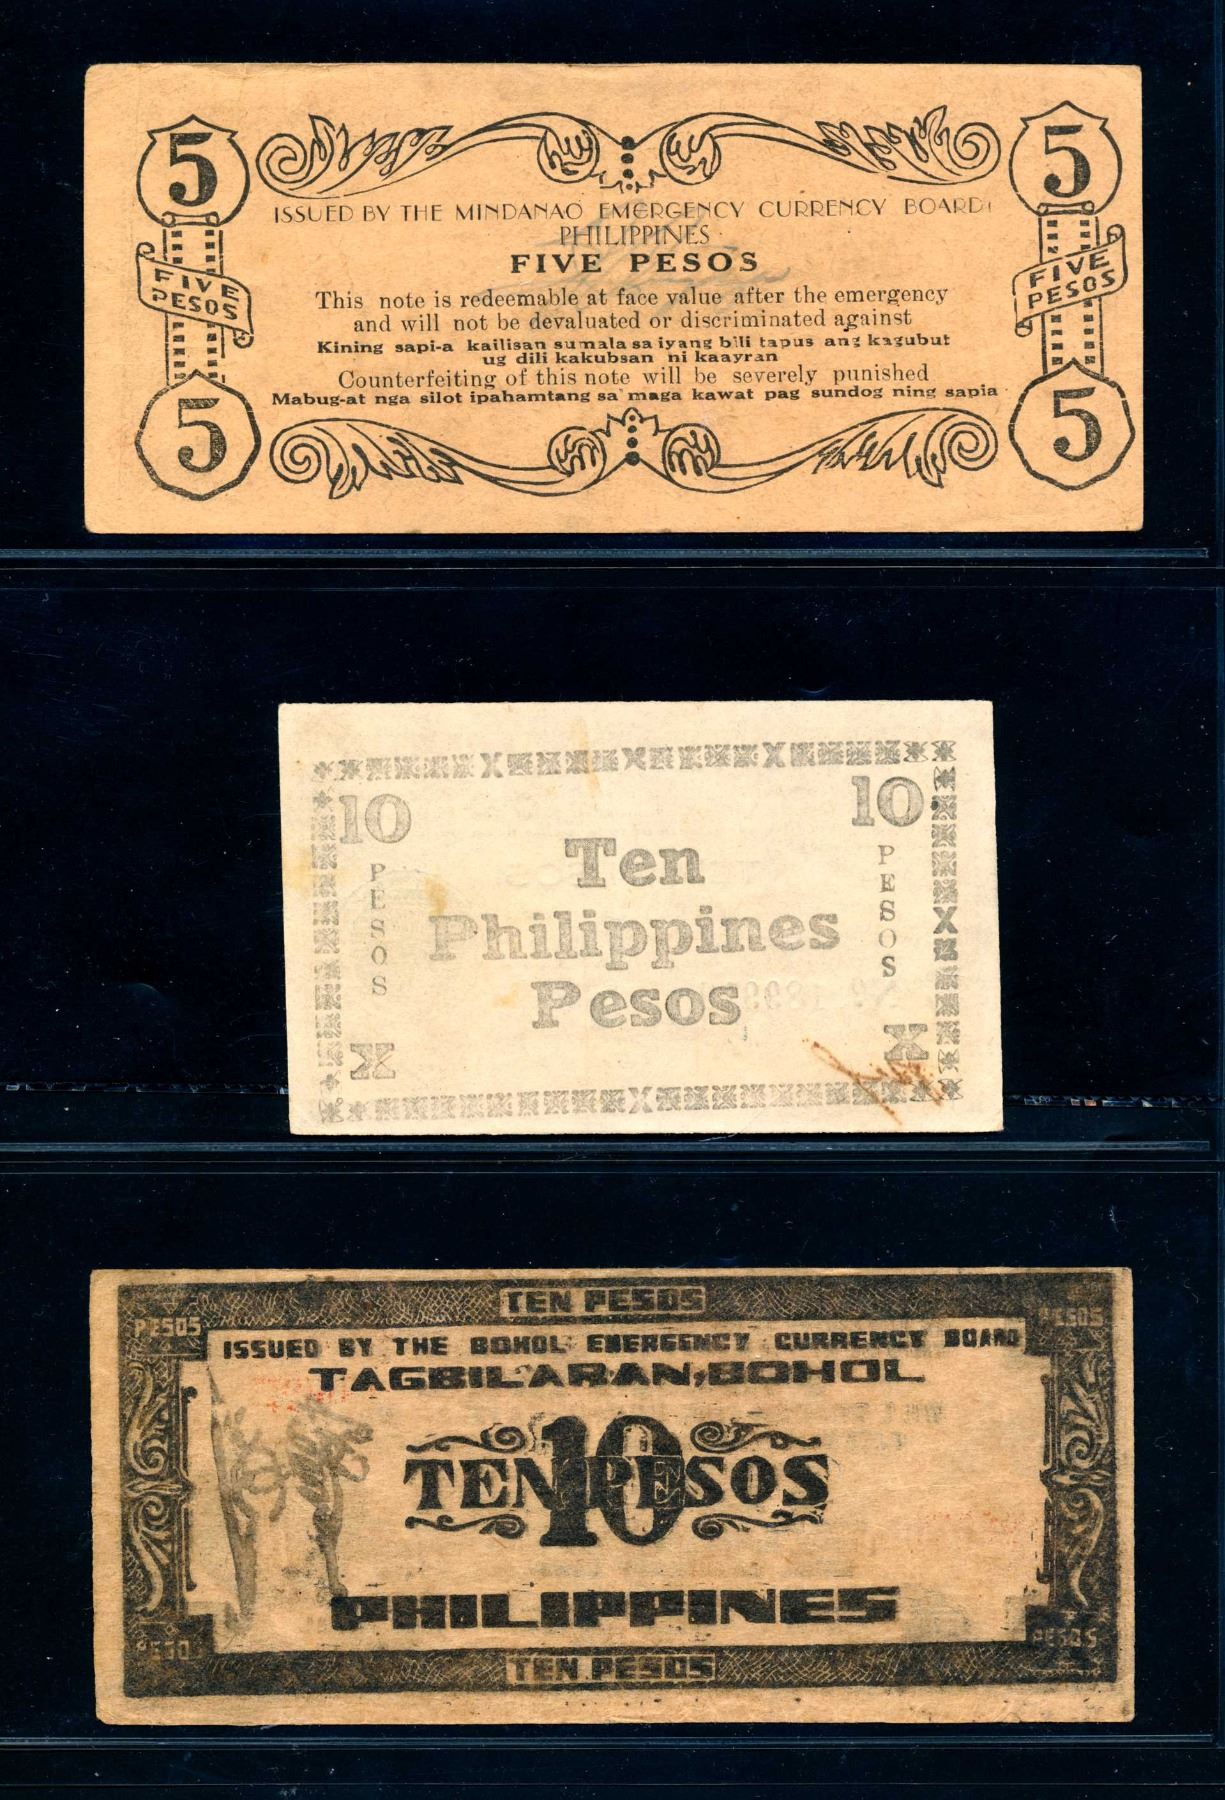 5 5
ISSUED BY THE MINDANAO EMERGENCY CURRENCY BOARD
PHILIPPINES
FIVE PESOS
FIVE PESOS
FIVE PESOS
This note is redeemable at face value after the emergency
and will not be devaluated or discriminated against
Kining sapi-a kailisan sumala sa iyang bili tapus ang kagubut
ug dili kakubsan ni kaayran
Counterfeiting of this note will be severely punished
Mabug-at nga silot ipahamtang sa maga kawat pag sundog ning sapia
5 5
X X X
10 10
PESOS
PESOS
Ten
Philippines
Pesos
X
X X
X
TEN PESOS
PESOS PESOS
ISSUED BY THE BOHOL EMERGENCY CURRENCY BOARD
TAGBILARAN, BOHOL
10
TEN PESOS
PHILIPPINES
PESOS PESOS
TEN PESOS